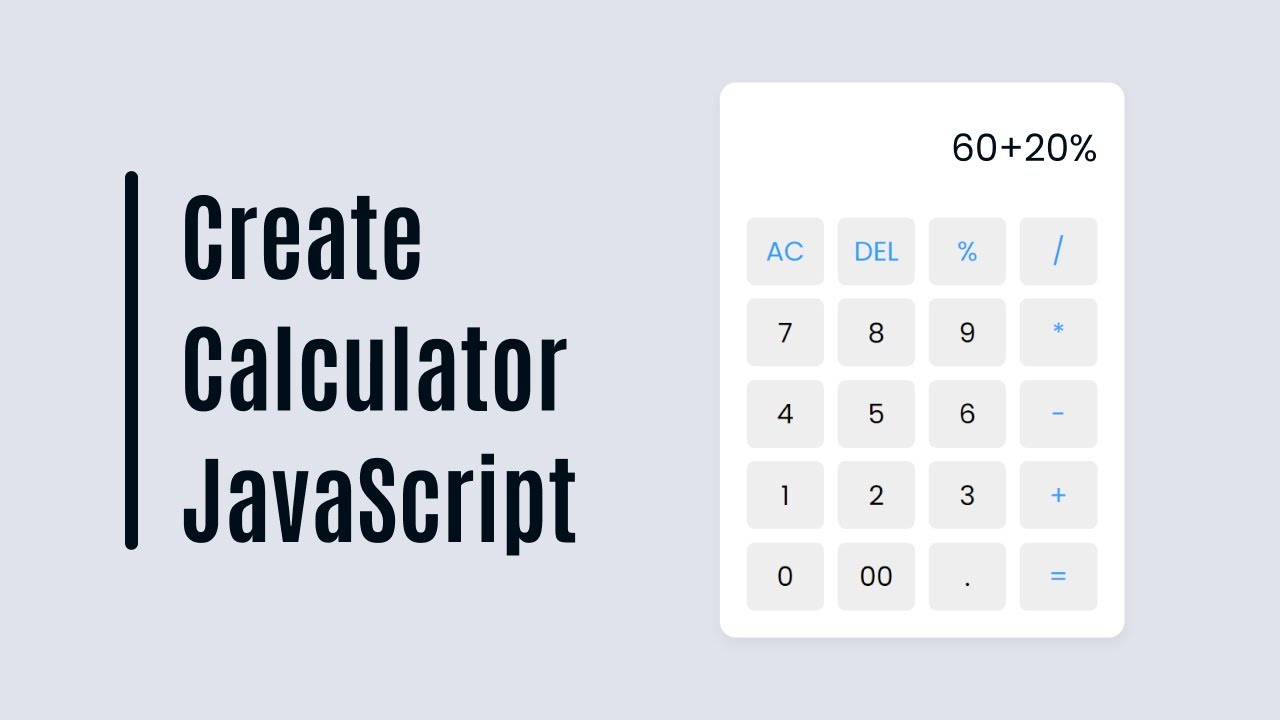 Create
Calculator
JavaScript
60+20%
AC DEL % /
7 8 9 *
4 5 6 -
1 2 3 +
0 00 . =